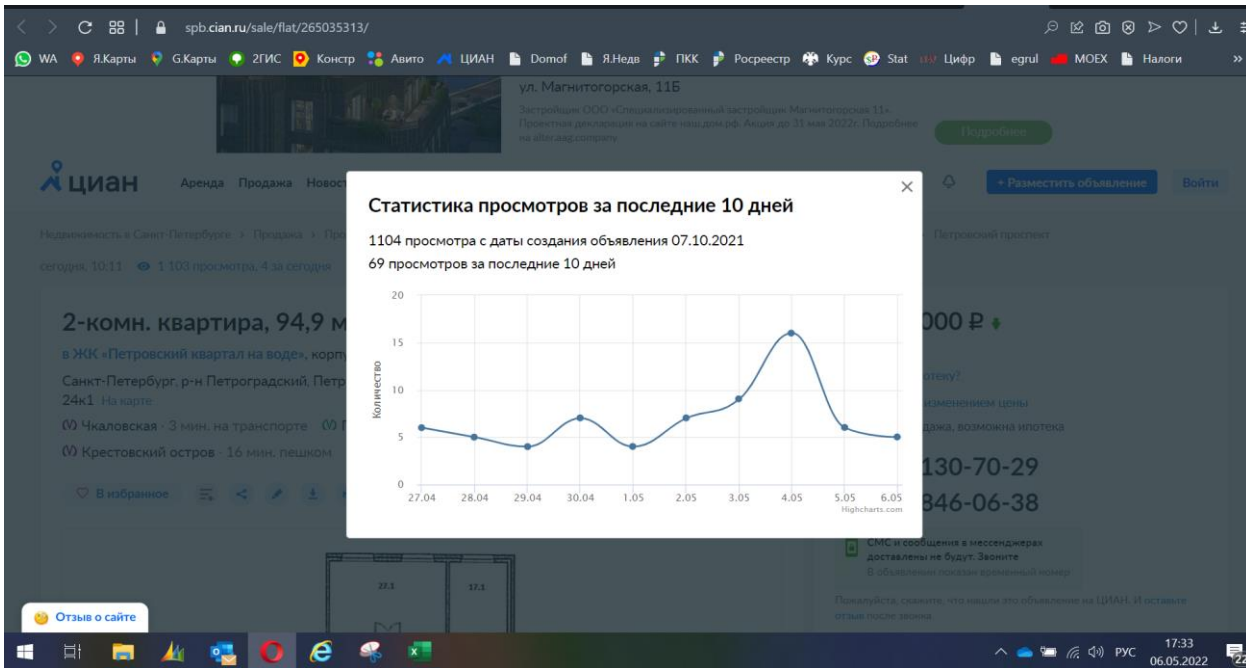 spb.cian.ru/sale/flat/265035313/
WA Я.Карты G.Карты 2ГИС Констр Авито ЦИАН Domof Я.Недв ПКК Росреестр Курс Stat Цифр egrul MOEX Налоги »
ул. Магнитогорская, 11Б
Застройщик ООО «Специализированный застройщик Магнитогорская 11».
Проектная декларация на сайте наш.дом.рф. Акция до 31 мая 2022г. Подробнее
на alter.aag.company.
Подробнее
циан Аренда Продажа Новост
+ Разместить объявление Войти
Недвижимость в Санкт-Петербурге > Продажа > Про
Петровский проспект
сегодня, 10:11 1 103 просмотра, 4 за сегодня
Статистика просмотров за последние 10 дней
1104 просмотра с даты создания объявления 07.10.2021
69 просмотров за последние 10 дней
20
15
10
5
0
Количество
27.04 28.04 29.04 30.04 1.05 2.05 3.05 4.05 5.05 6.05
Highcharts.com
2-комн. квартира, 94,9 м
в ЖК «Петровский квартал на воде», корпу
Санкт-Петербург, р-н Петроградский, Петр
24к1 На карте
Чкаловская · 3 мин. на транспорте
Крестовский остров · 16 мин. пешком
В избранное
000 ₽
отеку?
изменением цены
дажа, возможна ипотека
130-70-29
846-06-38
СМС и сообщения в мессенджерах
доставлены не будут. Звоните
В объявлении показан временный номер
Пожалуйста, скажите, что нашли это объявление на ЦИАН. И оставьте
отзыв после звонка
27.1 17.1
Отзыв о сайте
РУС
17:33
06.05.2022
22